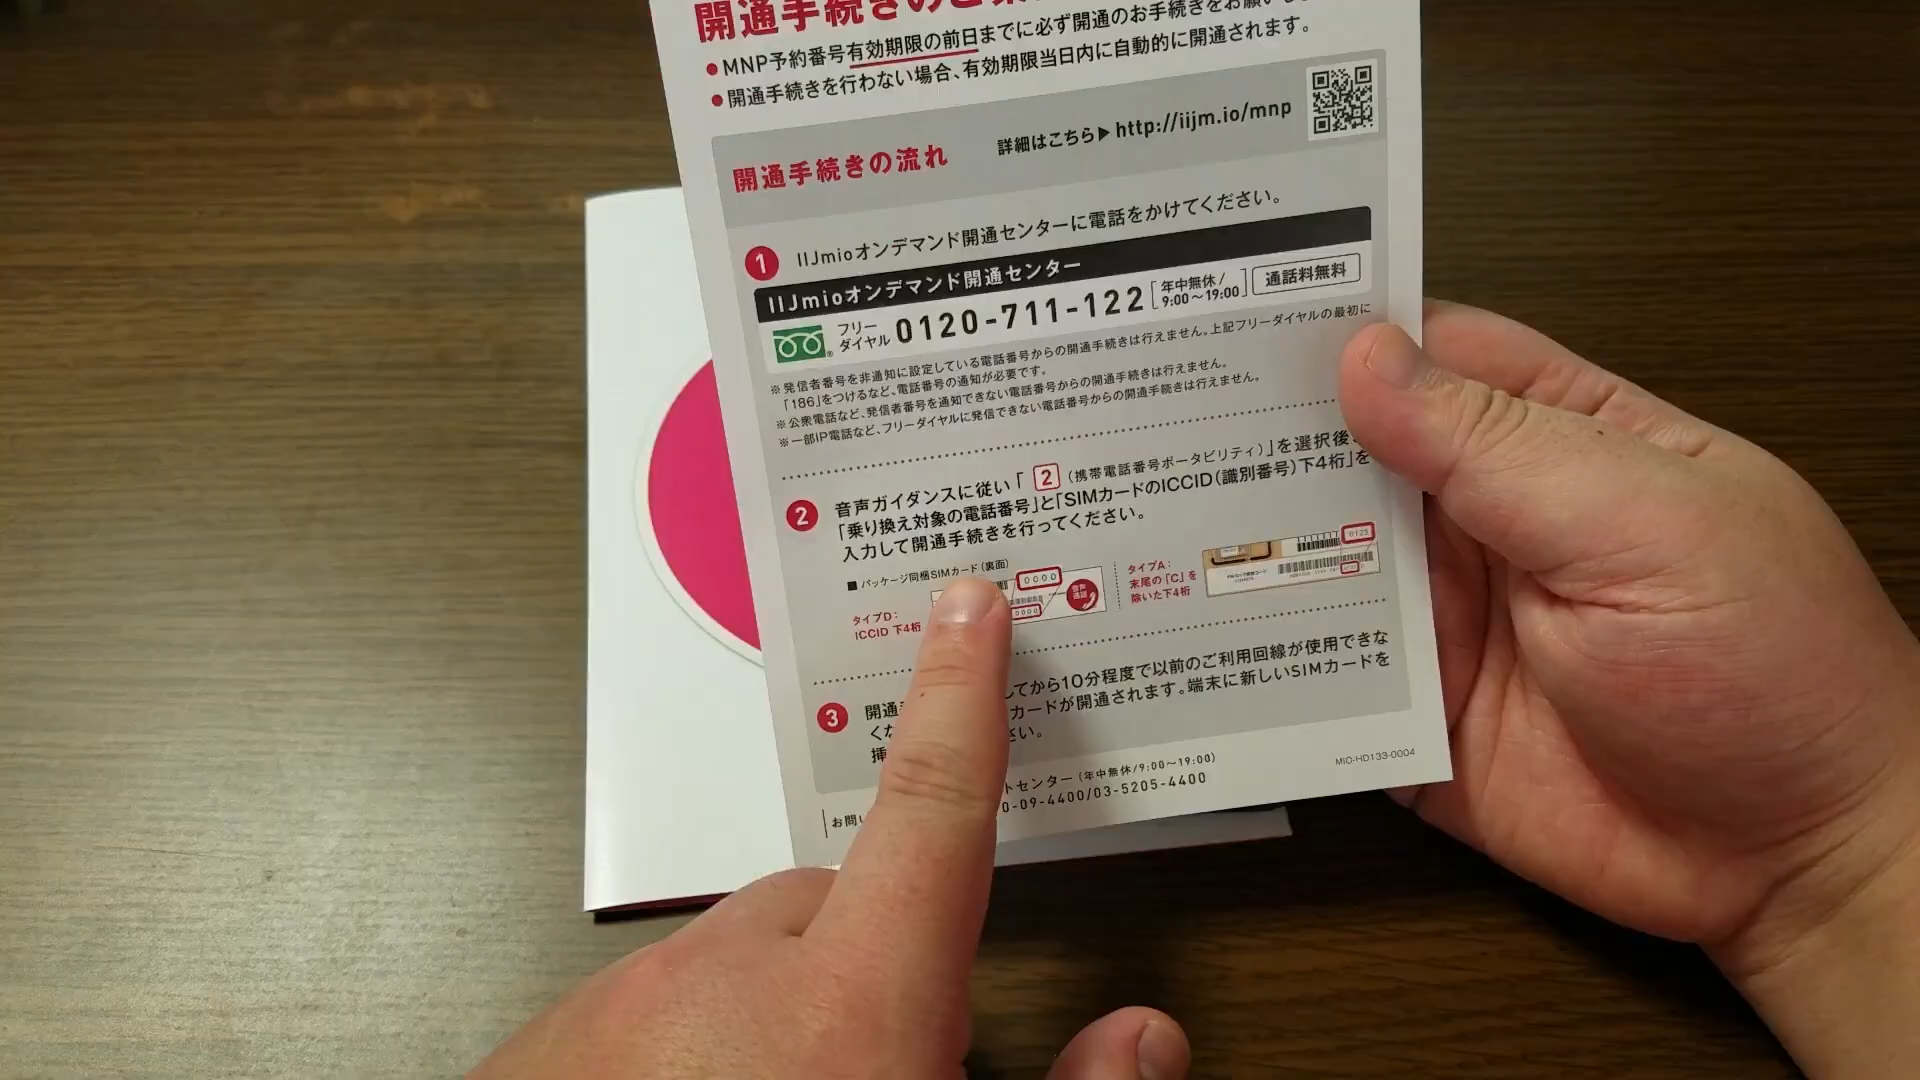 開通手続きのご
MNP予約番号有効期限の前日までに必ず開通のお手続きをお願いし
開通手続きを行わない場合、有効期限当日内に自動的に開通されます。
開通手続きの流れ
詳細はこちら▶http://iijm.io/mnp
1 IIJmioオンデマンド開通センターに電話をかけてください。
IIJmioオンデマンド開通センター
フリー
ダイヤル 0120-711-122
年中無休/
9:00〜19:00
通話料無料
※発信者番号を非通知に設定している電話番号からの開通手続きは行えません。上記フリーダイヤルの最初に
「186」をつけるなど、電話番号の通知が必要です。
※公衆電話など、発信者番号を通知できない電話番号からの開通手続きは行えません。
※一部IP電話など、フリーダイヤルに発信できない電話番号からの開通手続きは行えません。
2 音声ガイダンスに従い「2(携帯電話番号ポータビリティ)」を選択後、
「乗り換え対象の電話番号」と「SIMカードのICCID(識別番号)下4桁」を
入力して開通手続きを行ってください。
■パッケージ同梱SIMカード(裏面)
タイプD:
ICCID 下4桁
0000
0000
音声
通話
タイプA:
末尾の「C」を
除いた下4桁
0123
3 開通
してから10分程度で以前のご利用回線が使用できな
くな
カードが開通されます。端末に新しいSIMカードを
挿
さい。
お問い
トセンター(年中無休/9:00〜19:00)
0-09-4400/03-5205-4400
MIO-HD133-0004